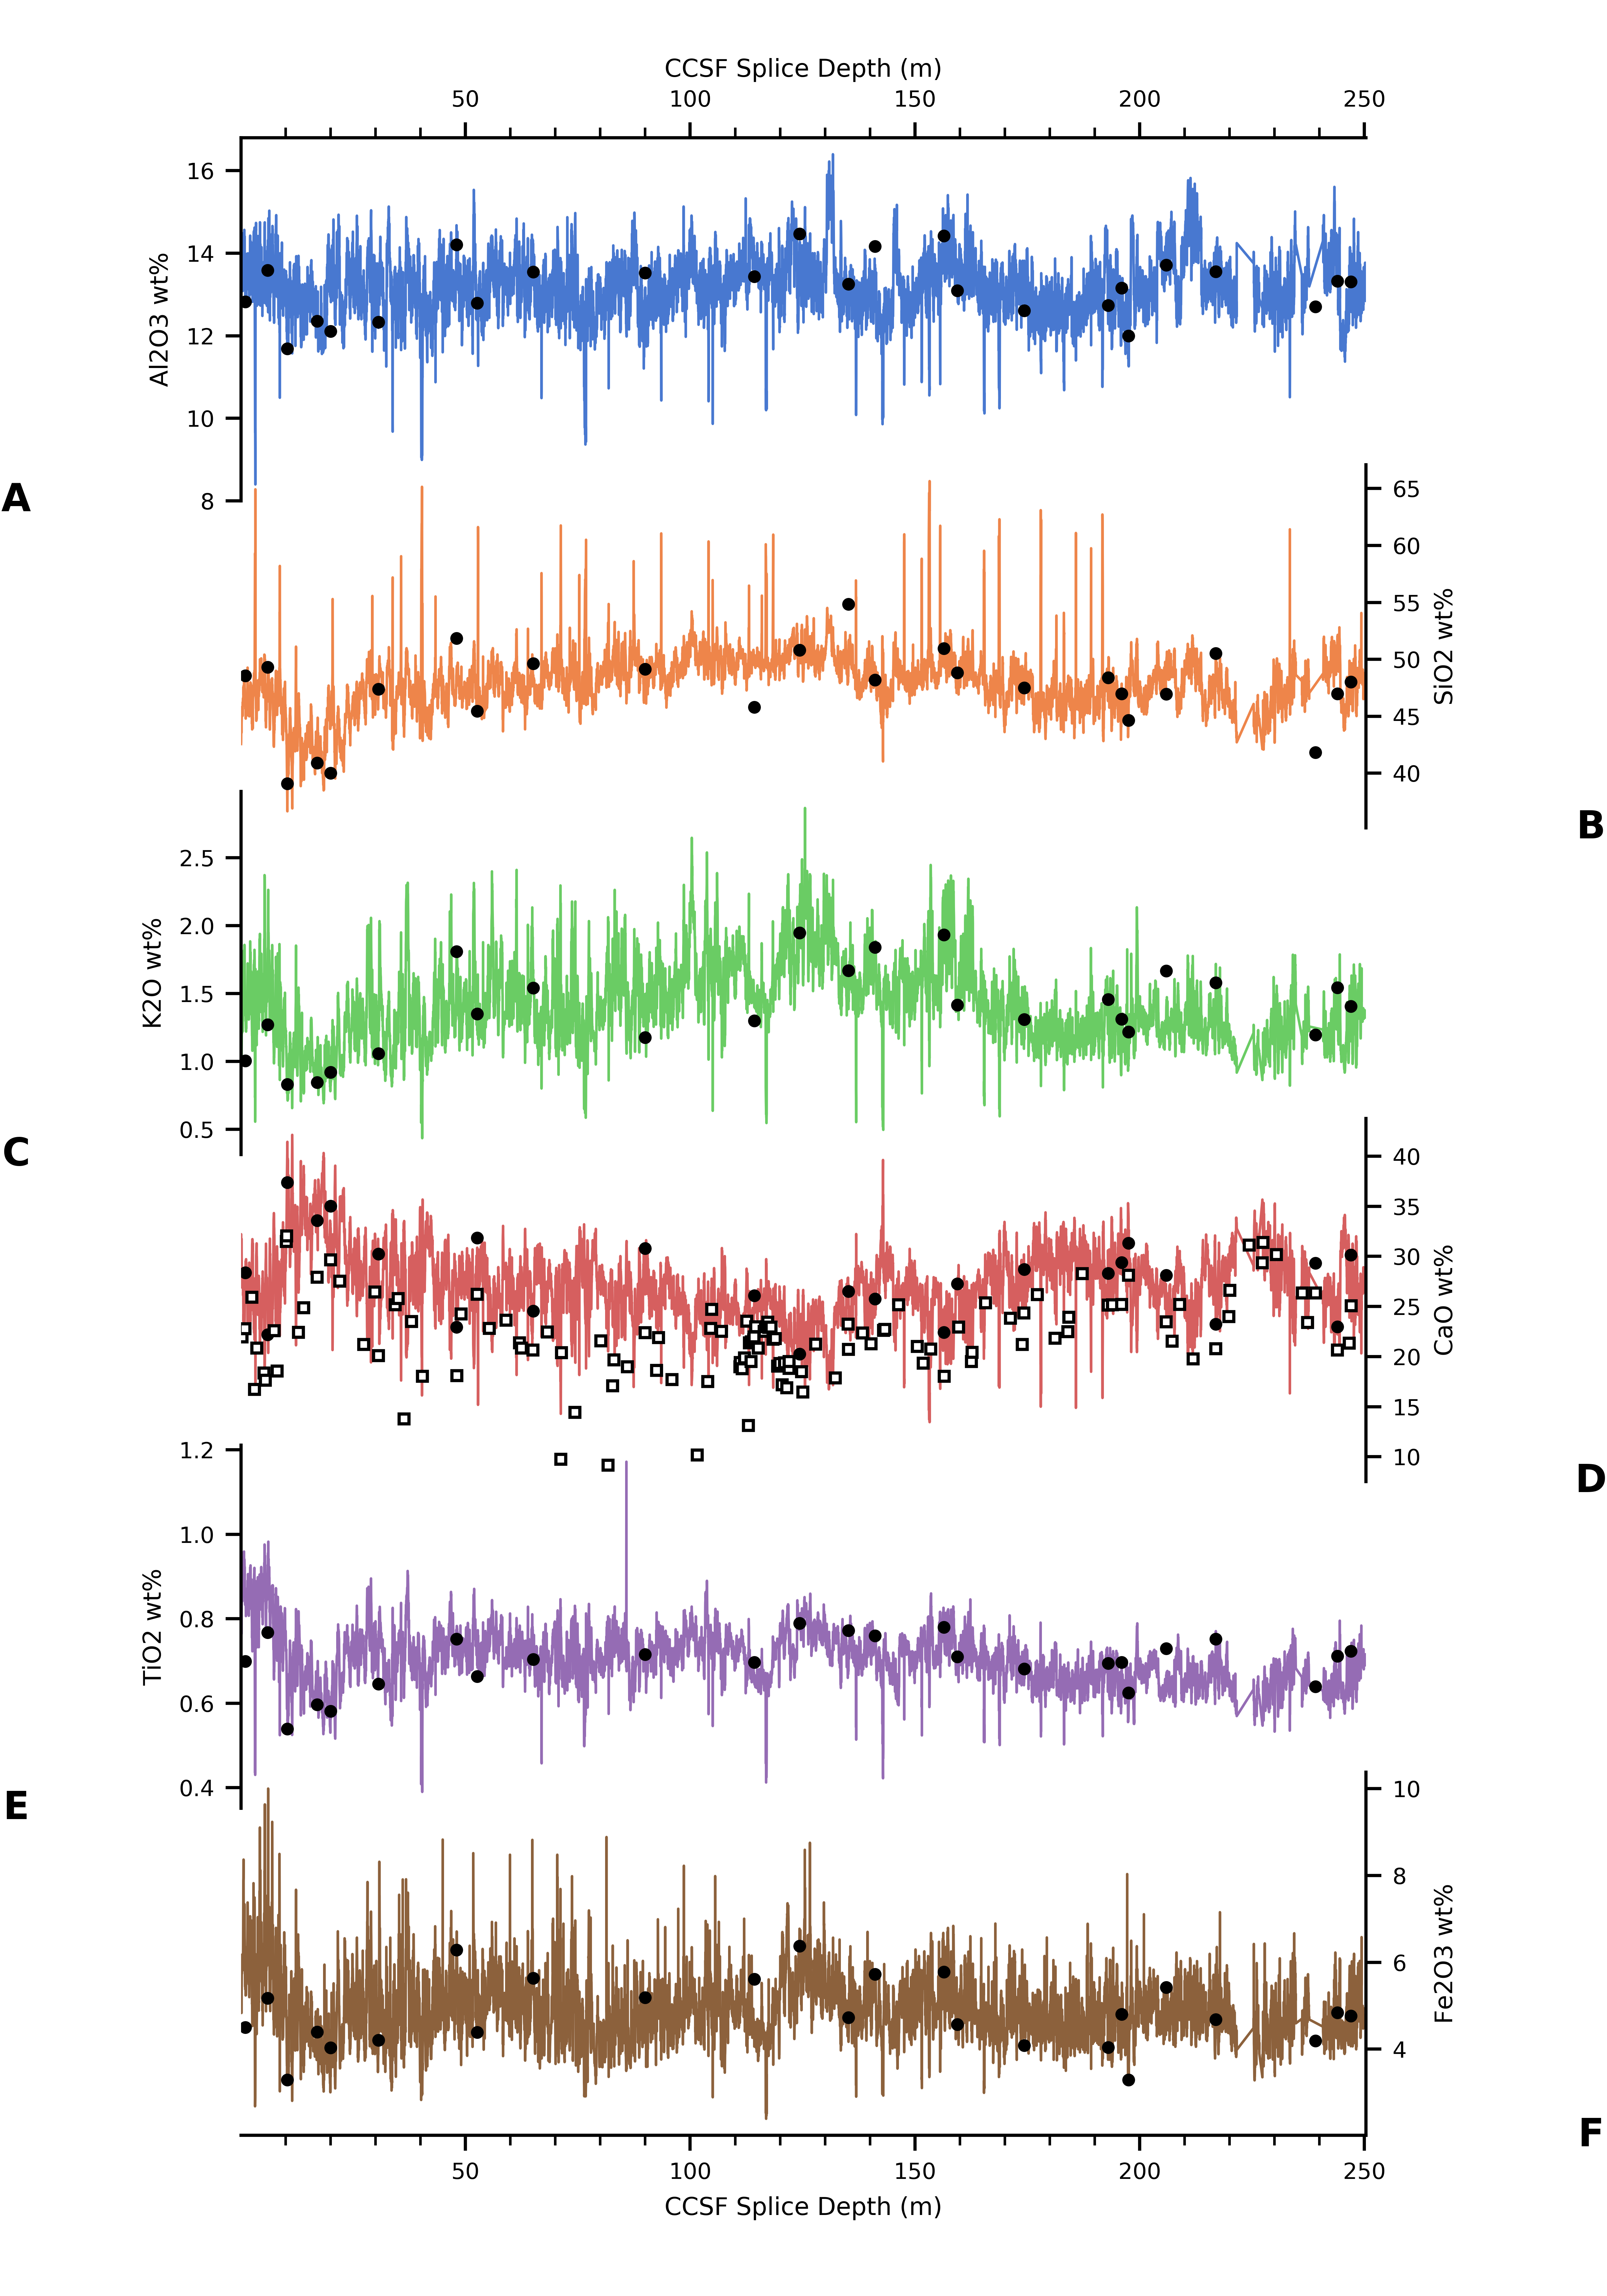 CCSF Splice Depth (m)
50 100 150 200 250
16
14
12
10
8
Al2O3 wt%
A
65
60
55
50
45
40
SiO2 wt%
B
2.5
2.0
1.5
1.0
0.5
K2O wt%
C
40
35
30
25
20
15
10
CaO wt%
D
1.2
1.0
0.8
0.6
0.4
TiO2 wt%
E
10
8
6
4
Fe2O3 wt%
F
50 100 150 200 250
CCSF Splice Depth (m)